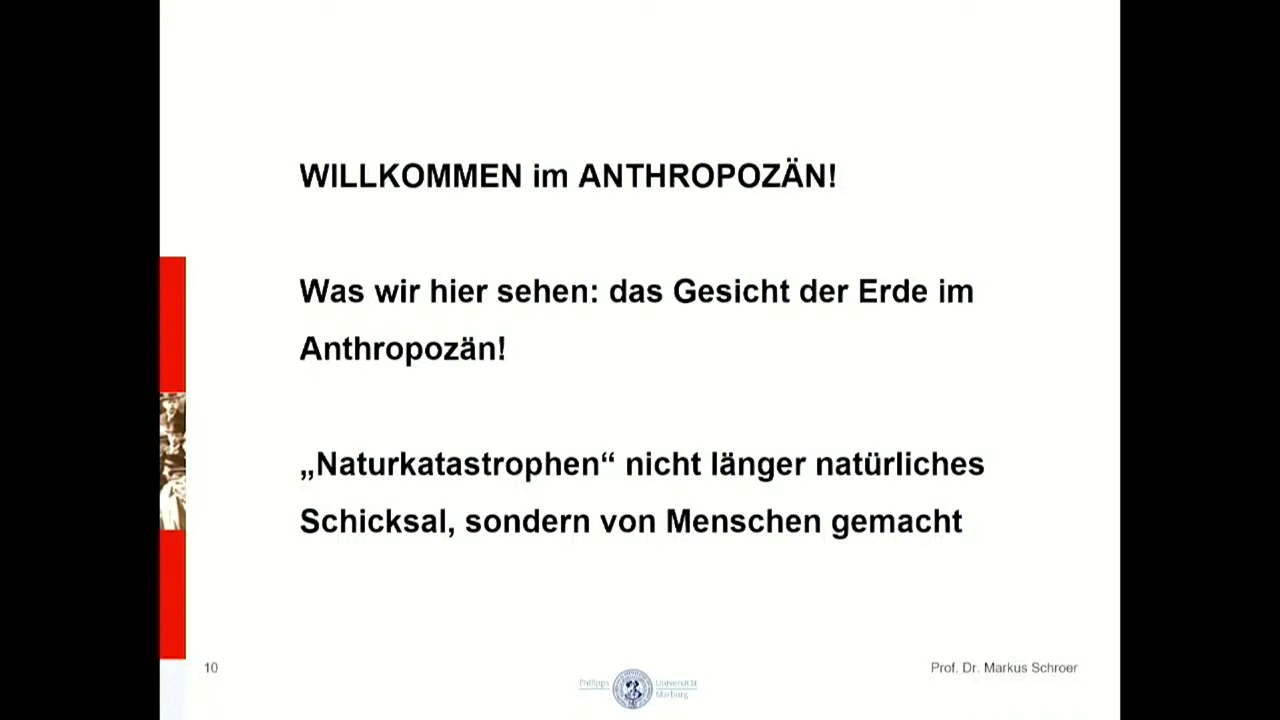 WILLKOMMEN im ANTHROPOZÄN!
Was wir hier sehen: das Gesicht der Erde im
Anthropozän!
„Naturkatastrophen“ nicht länger natürliches
Schicksal, sondern von Menschen gemacht
10
Prof. Dr. Markus Schroer
Philipps Universität
Marburg